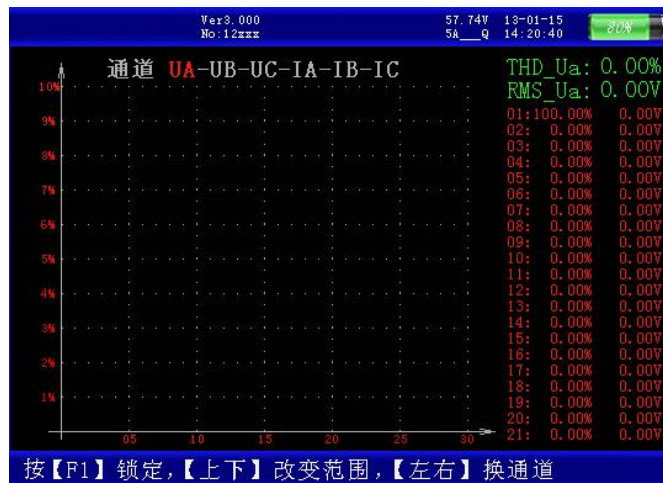 Ver3.000
No:12xxx
57.74V 13-01-15
5A___Q 14:20:40
80%
通道 UA-UB-UC-IA-IB-IC
THD_Ua: 0.00%
RMS_Ua: 0.00V
10%
9%
8%
7%
6%
5%
4%
3%
2%
1%
05 10 15 20 25 30
01:100.00% 0.00V
02: 0.00% 0.00V
03: 0.00% 0.00V
04: 0.00% 0.00V
05: 0.00% 0.00V
06: 0.00% 0.00V
07: 0.00% 0.00V
08: 0.00% 0.00V
09: 0.00% 0.00V
10: 0.00% 0.00V
11: 0.00% 0.00V
12: 0.00% 0.00V
13: 0.00% 0.00V
14: 0.00% 0.00V
15: 0.00% 0.00V
16: 0.00% 0.00V
17: 0.00% 0.00V
18: 0.00% 0.00V
19: 0.00% 0.00V
20: 0.00% 0.00V
21: 0.00% 0.00V
按【F1】锁定,【上下】改变范围,【左右】换通道